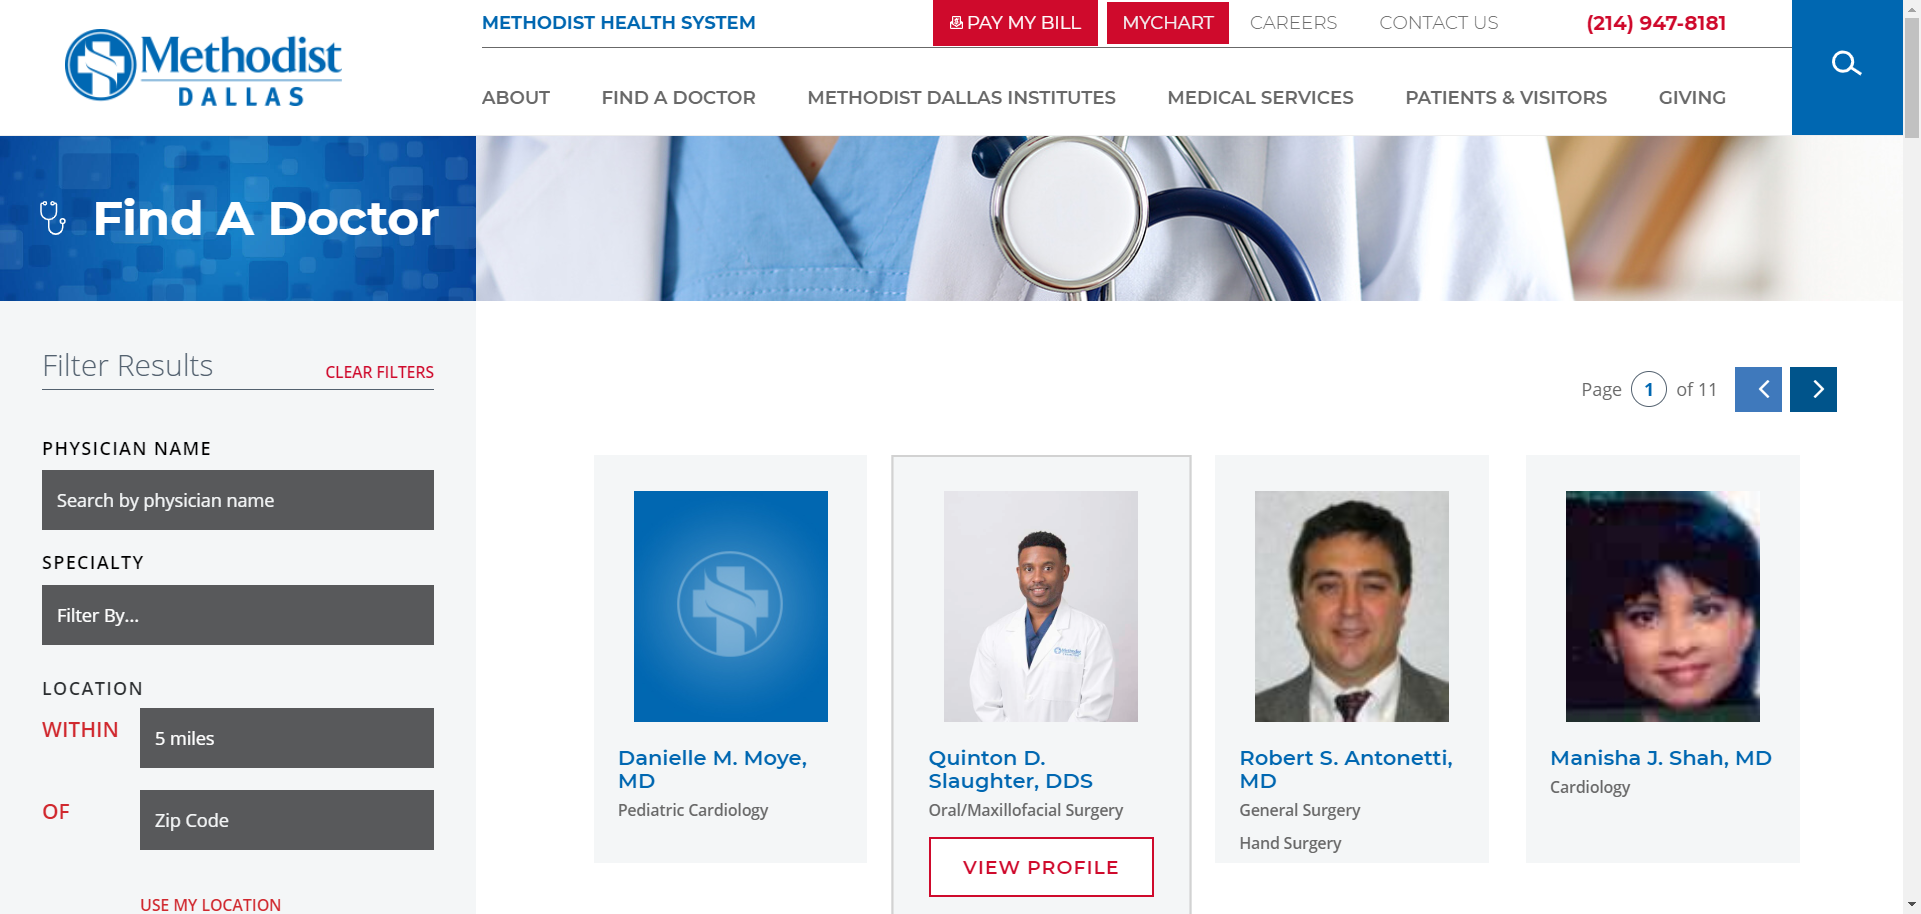 METHODIST HEALTH SYSTEM
PAY MY BILL
MYCHART
CAREERS
CONTACT US
(214) 947-8181
Methodist
DALLAS
ABOUT
FIND A DOCTOR
METHODIST DALLAS INSTITUTES
MEDICAL SERVICES
PATIENTS & VISITORS
GIVING
Find A Doctor
Filter Results
CLEAR FILTERS
PHYSICIAN NAME
Search by physician name
SPECIALTY
Filter By...
LOCATION
WITHIN
5 miles
OF
Zip Code
USE MY LOCATION
Page 1 of 11
Danielle M. Moye,
MD
Pediatric Cardiology
Quinton D.
Slaughter, DDS
Oral/Maxillofacial Surgery
VIEW PROFILE
Robert S. Antonetti,
MD
General Surgery
Hand Surgery
Manisha J. Shah, MD
Cardiology